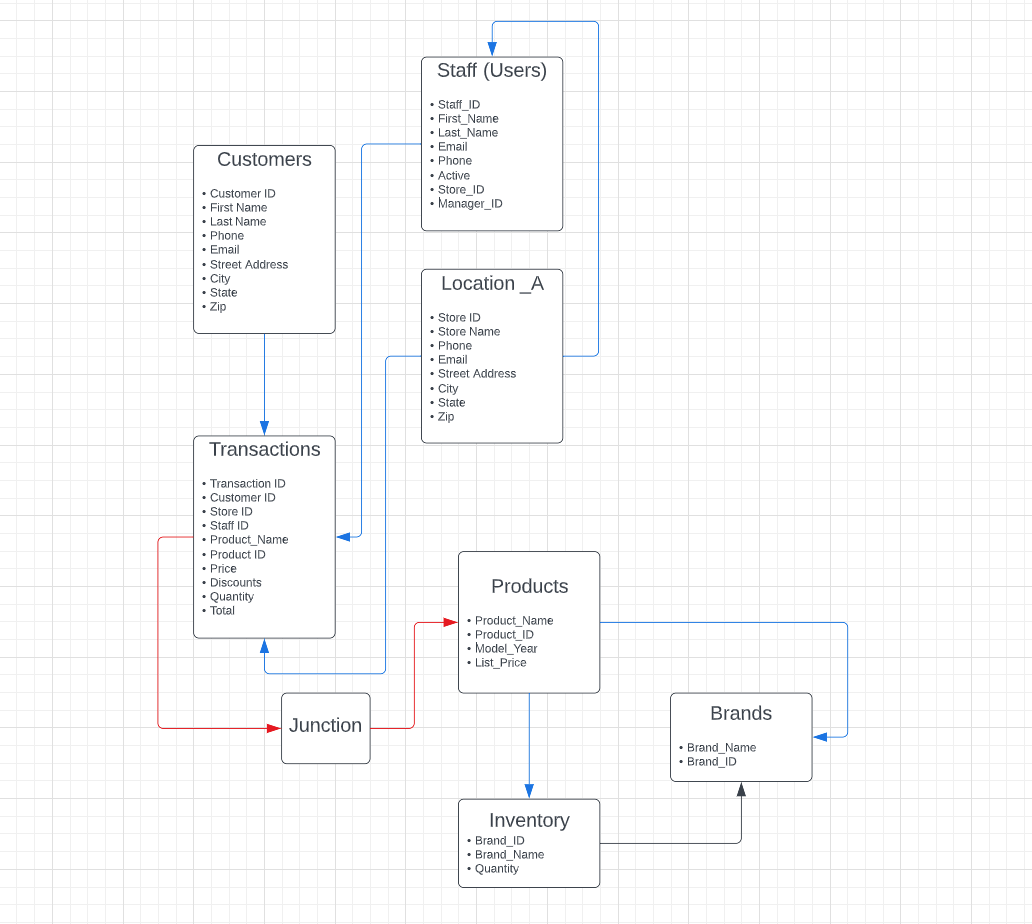 Staff (Users)
• Staff_ID
• First_Name
• Last_Name
• Email
• Phone
• Active
• Store_ID
• Manager_ID
Customers
• Customer ID
• First Name
• Last Name
• Phone
• Email
• Street Address
• City
• State
• Zip
Location _A
• Store ID
• Store Name
• Phone
• Email
• Street Address
• City
• State
• Zip
Transactions
• Transaction ID
• Customer ID
• Store ID
• Staff ID
• Product_Name
• Product ID
• Price
• Discounts
• Quantity
• Total
Products
• Product_Name
• Product_ID
• Model_Year
• List_Price
Junction
Brands
• Brand_Name
• Brand_ID
Inventory
• Brand_ID
• Brand_Name
• Quantity